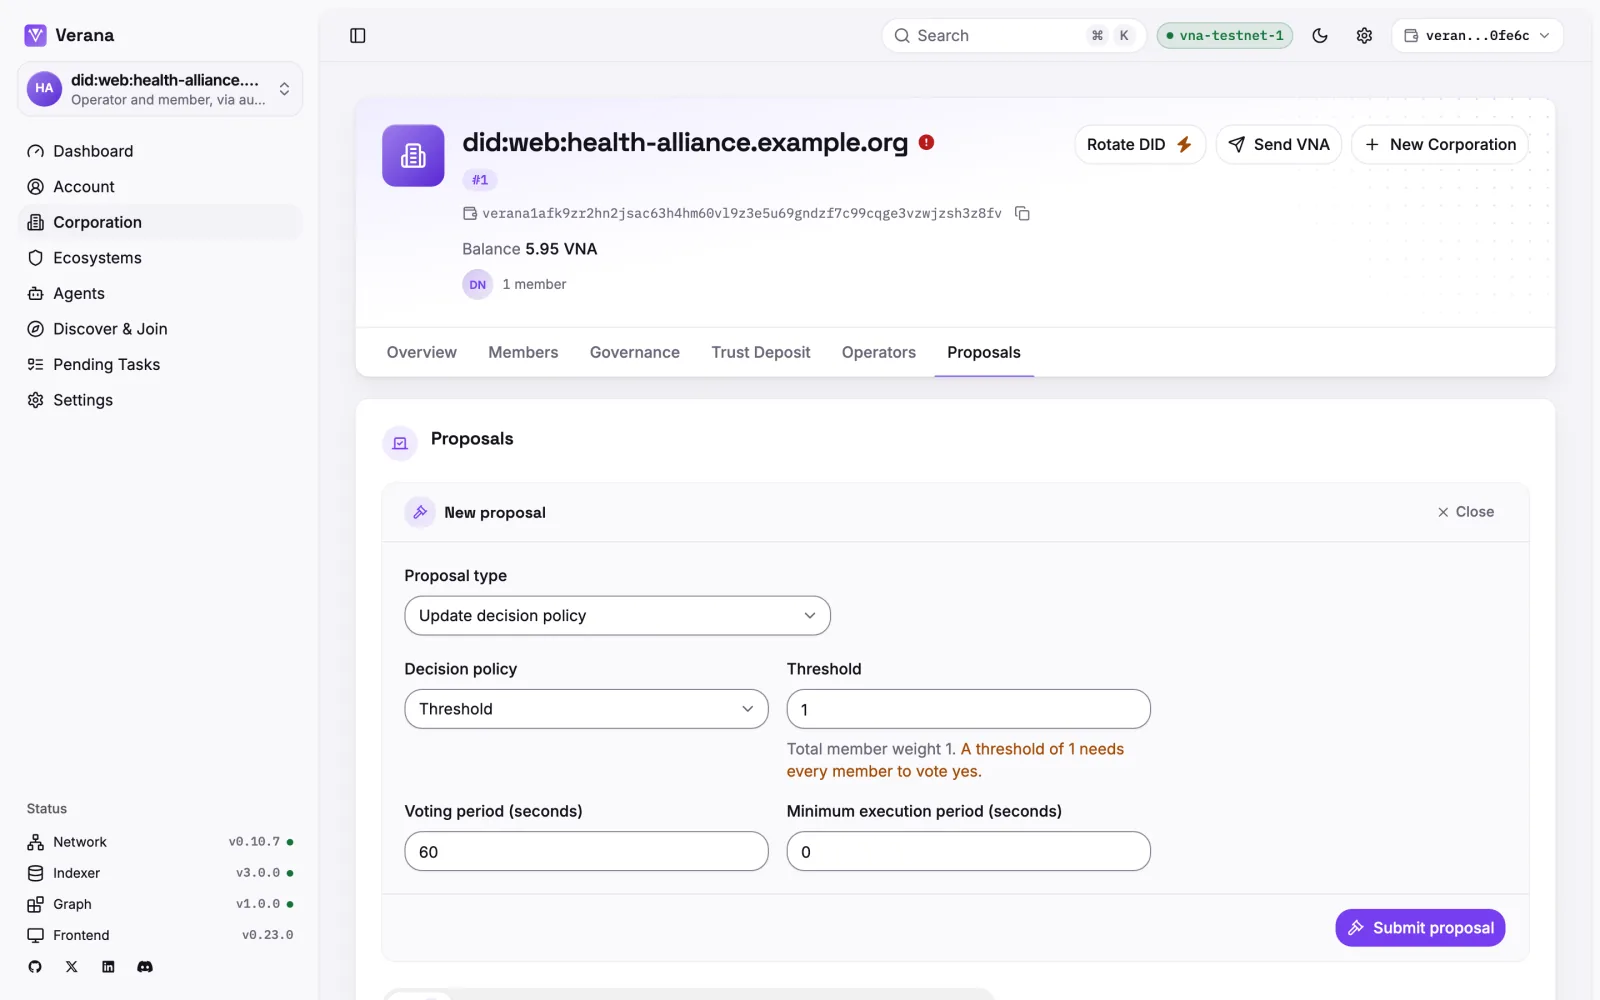 Verana
HA
did:web:health-alliance....
Operator and member, via au...
Dashboard
Account
Corporation
Ecosystems
Agents
Discover & Join
Pending Tasks
Settings
Status
Network v0.10.7
Indexer v3.0.0
Graph v1.0.0
Frontend v0.23.0
Search ⌘ K
vna-testnet-1
veran...0fe6c
did:web:health-alliance.example.org
Rotate DID
Send VNA
New Corporation
#1
verana1afk9zr2hn2jsac63h4hm60vl9z3e5u69gndzf7c99cqge3vzwjzsh3z8fv
Balance 5.95 VNA
DN 1 member
Overview Members Governance Trust Deposit Operators Proposals
Proposals
New proposal
Close
Proposal type
Update decision policy
Decision policy Threshold
Threshold 1
Total member weight 1. A threshold of 1 needs
every member to vote yes.
Voting period (seconds) Minimum execution period (seconds)
60 0
Submit proposal